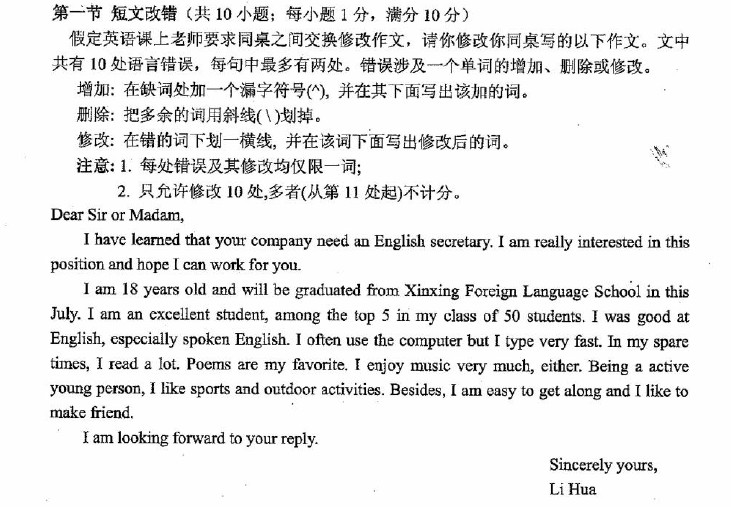 第一节 短文改错（共 10 小题；每小题 1 分，满分 10 分）
假定英语课上老师要求同桌之间交换修改作文，请你修改你同桌写的以下作文。文中
共有 10 处语言错误，每句中最多有两处。错误涉及一个单词的增加、删除或修改。
增加: 在缺词处加一个漏字符号(^), 并在其下面写出该加的词。
删除: 把多余的词用斜线(\)划掉。
修改: 在错的词下划一横线, 并在该词下面写出修改后的词。
注意: 1. 每处错误及其修改均仅限一词;
2. 只允许修改 10 处,多者(从第 11 处起)不计分。
Dear Sir or Madam,
I have learned that your company need an English secretary. I am really interested in this
position and hope I can work for you.
I am 18 years old and will be graduated from Xinxing Foreign Language School in this
July. I am an excellent student, among the top 5 in my class of 50 students. I was good at
English, especially spoken English. I often use the computer but I type very fast. In my spare
times, I read a lot. Poems are my favorite. I enjoy music very much, either. Being a active
young person, I like sports and outdoor activities. Besides, I am easy to get along and I like to
make friend.
I am looking forward to your reply.
Sincerely yours,
Li Hua